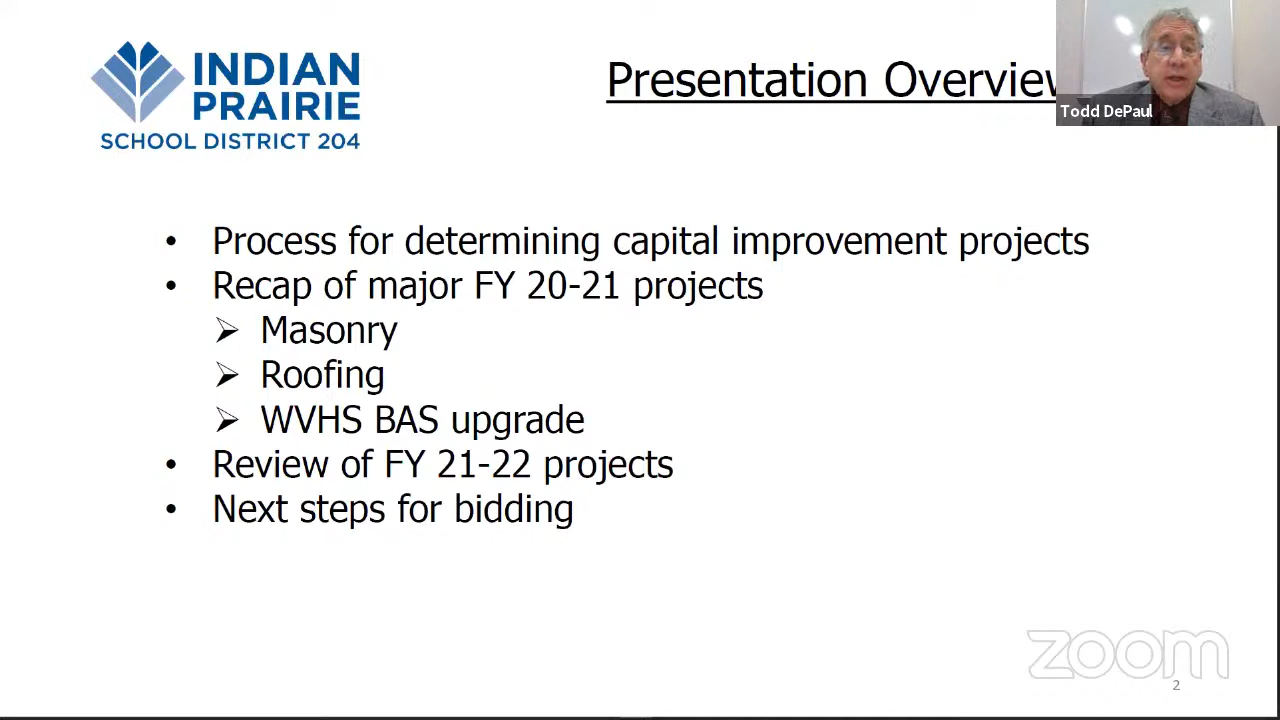 INDIAN
PRAIRIE
SCHOOL DISTRICT 204
Presentation Overview
Todd DePaul
• Process for determining capital improvement projects
• Recap of major FY 20-21 projects
➢ Masonry
➢ Roofing
➢ WVHS BAS upgrade
• Review of FY 21-22 projects
• Next steps for bidding
zoom
2